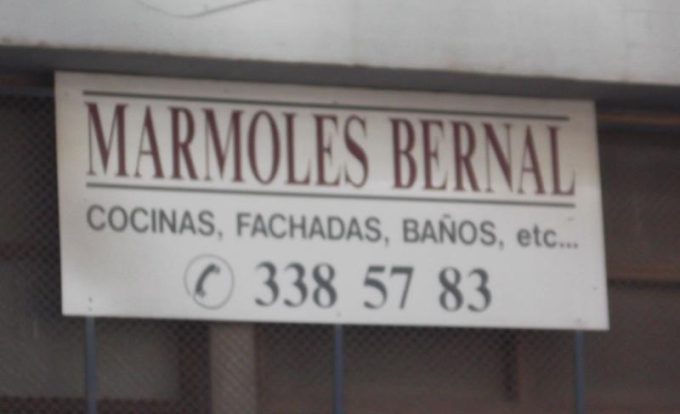 MARMOLES BERNAL
COCINAS, FACHADAS, BAÑOS, etc...
338 57 83